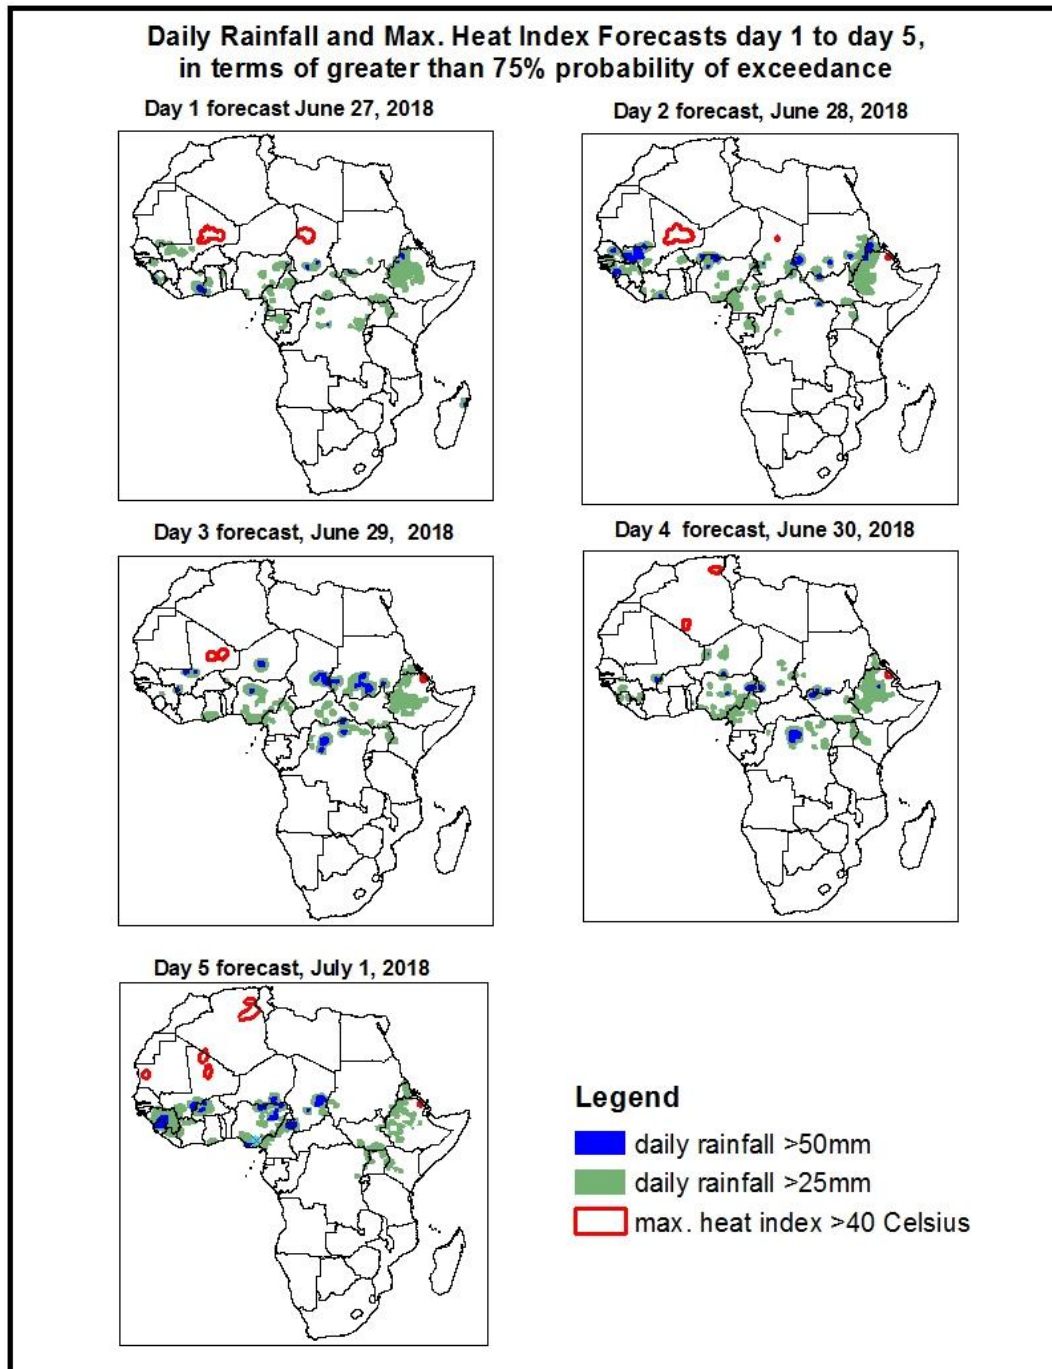 Daily Rainfall and Max. Heat Index Forecasts day 1 to day 5,
in terms of greater than 75% probability of exceedance
Day 1 forecast June 27, 2018
Day 2 forecast, June 28, 2018
Day 3 forecast, June 29, 2018
Day 4 forecast, June 30, 2018
Day 5 forecast, July 1, 2018
Legend
daily rainfall >50mm
daily rainfall >25mm
max. heat index >40 Celsius